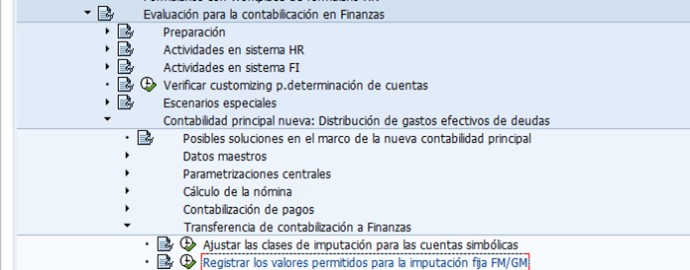 Evaluación para la contabilicación en Finanzas
Preparación
Actividades en sistema HR
Actividades en sistema FI
Verificar customizing p.determinación de cuentas
Escenarios especiales
Contabilidad principal nueva: Distribución de gastos efectivos de deudas
Posibles soluciones en el marco de la nueva contabilidad principal
Datos maestros
Parametrizaciones centrales
Cálculo de la nómina
Contabilización de pagos
Transferencia de contabilización a Finanzas
Ajustar las clases de imputación para las cuentas simbólicas
Registrar los valores permitidos para la imputación fija FM/GM